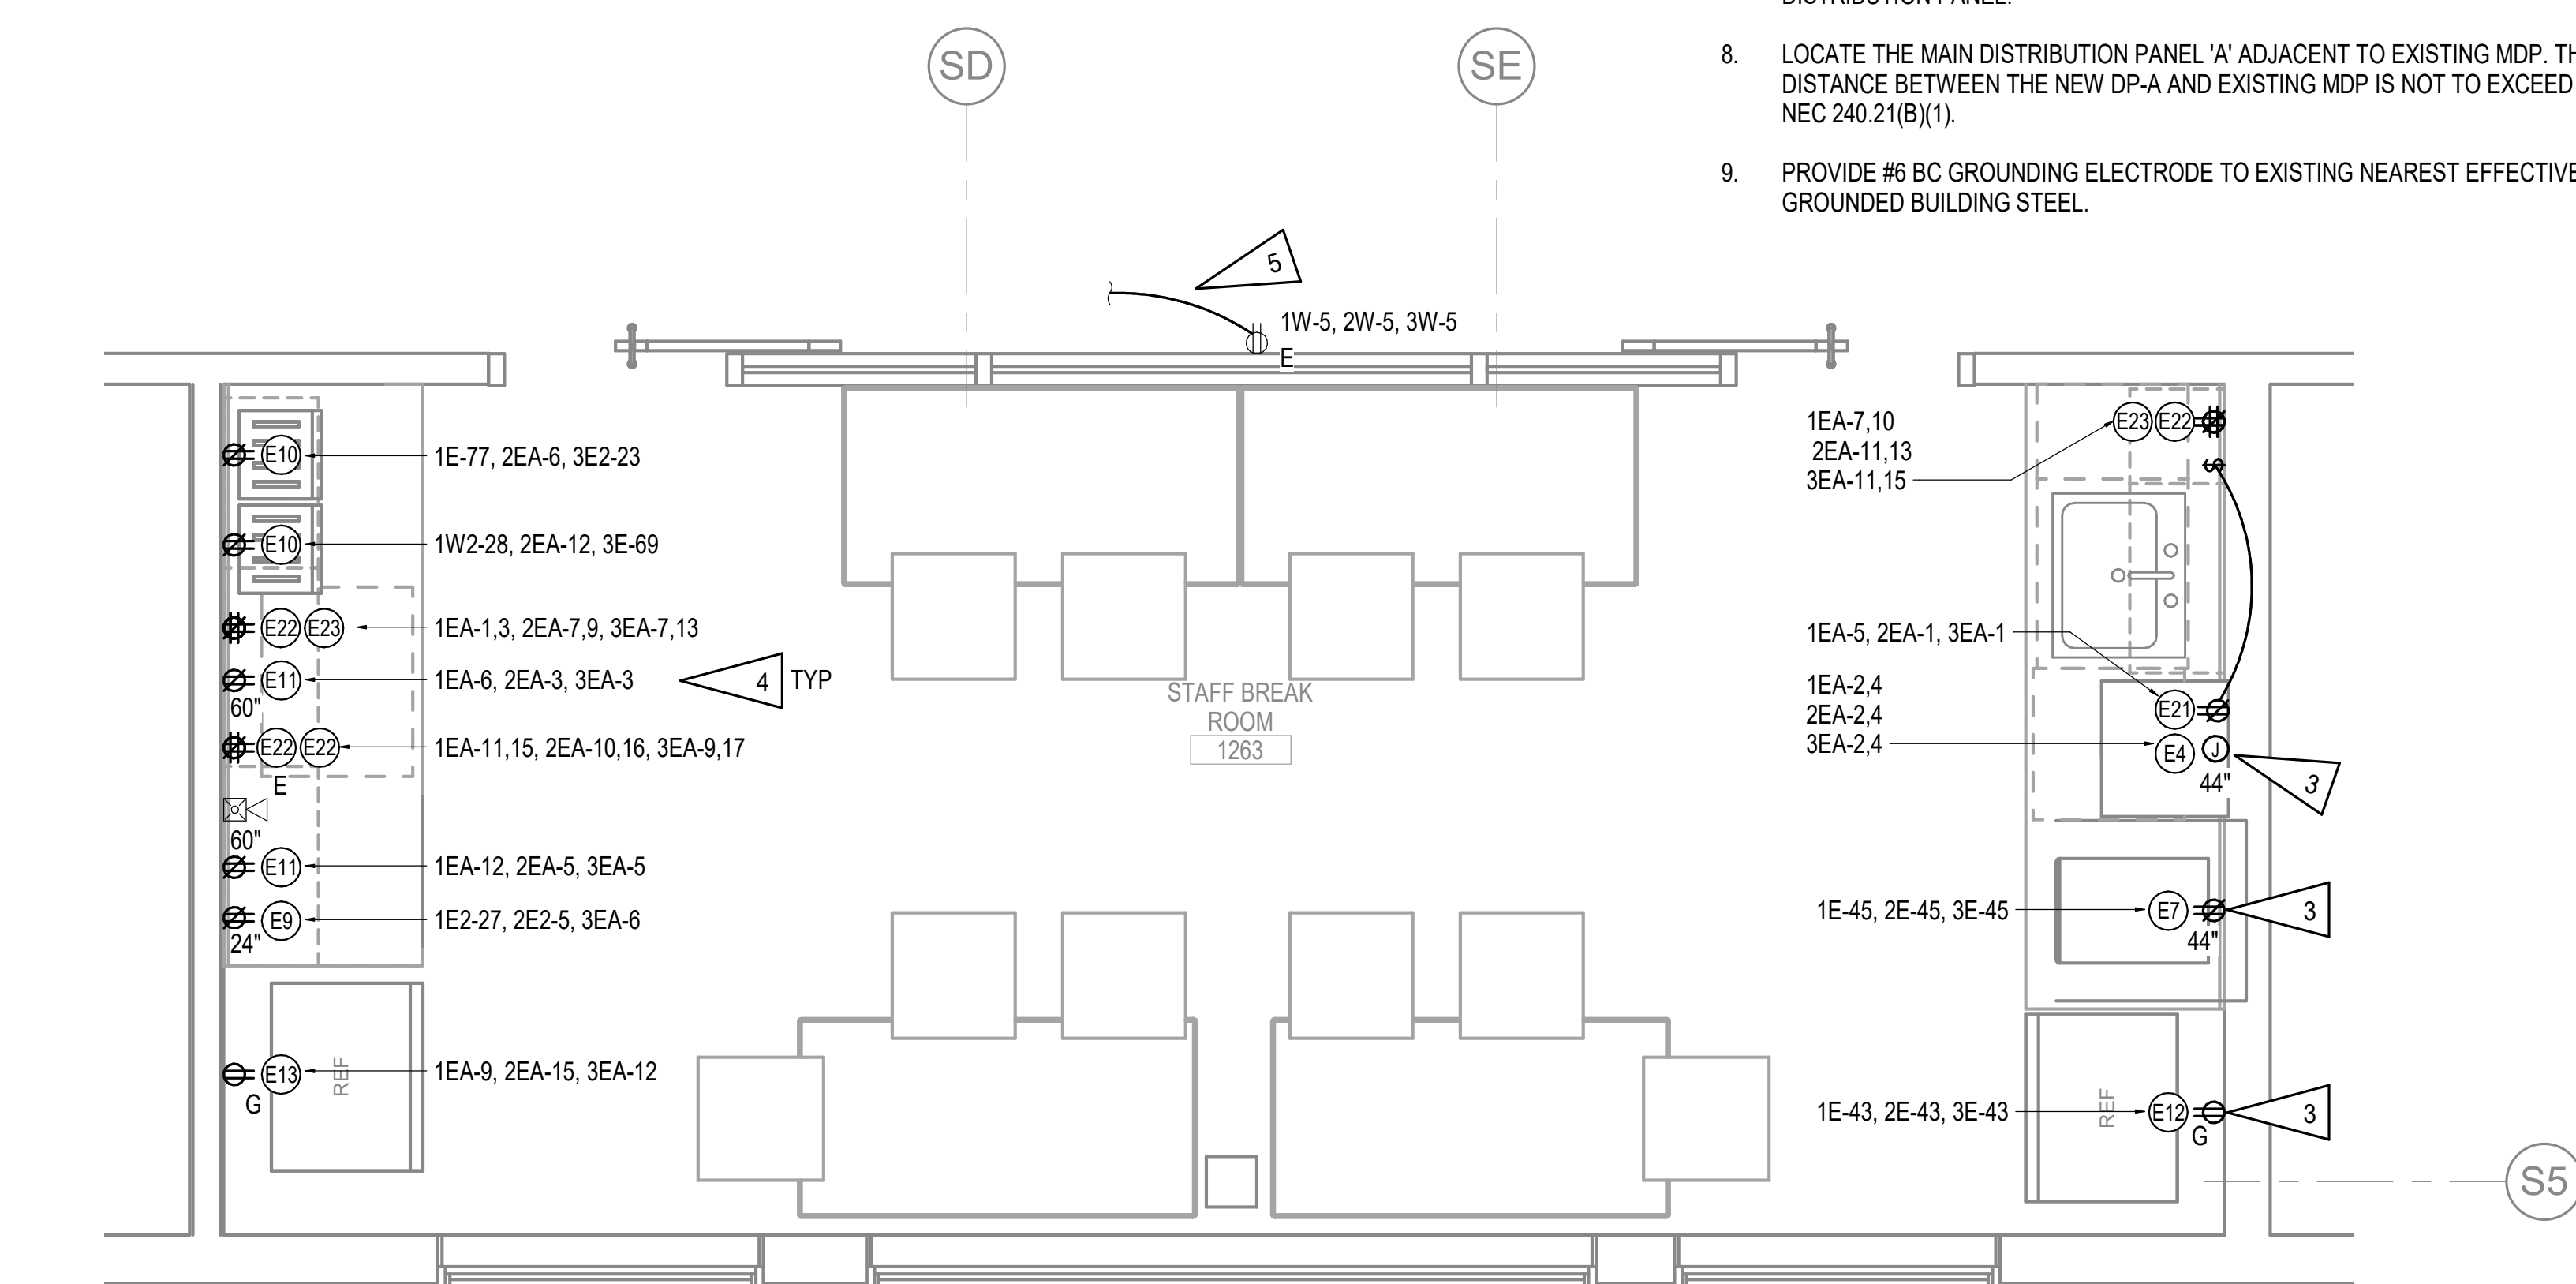 DISTRIBUTION PANEL.
8. LOCATE THE MAIN DISTRIBUTION PANEL 'A' ADJACENT TO EXISTING MDP. TH
DISTANCE BETWEEN THE NEW DP-A AND EXISTING MDP IS NOT TO EXCEED
NEC 240.21(B)(1).
9. PROVIDE #6 BC GROUNDING ELECTRODE TO EXISTING NEAREST EFFECTIVE
GROUNDED BUILDING STEEL.
SD
SE
5
1W-5, 2W-5, 3W-5
E
E10
1E-77, 2EA-6, 3E2-23
E10
1W2-28, 2EA-12, 3E-69
E22 E23
1EA-1,3, 2EA-7,9, 3EA-7,13
E11
1EA-6, 2EA-3, 3EA-3
4 TYP
60"
E22 E22
1EA-11,15, 2EA-10,16, 3EA-9,17
E
60"
E11
1EA-12, 2EA-5, 3EA-5
E9
1E2-27, 2E2-5, 3EA-6
24"
E13
REF
1EA-9, 2EA-15, 3EA-12
G
STAFF BREAK
ROOM
1263
1EA-7,10
2EA-11,13
3EA-11,15
E23 E22
$
1EA-5, 2EA-1, 3EA-1
E21
1EA-2,4
2EA-2,4
3EA-2,4
E4 J
44"
3
1E-45, 2E-45, 3E-45
E7
3
44"
1E-43, 2E-43, 3E-43
REF
E12
3
G
S5